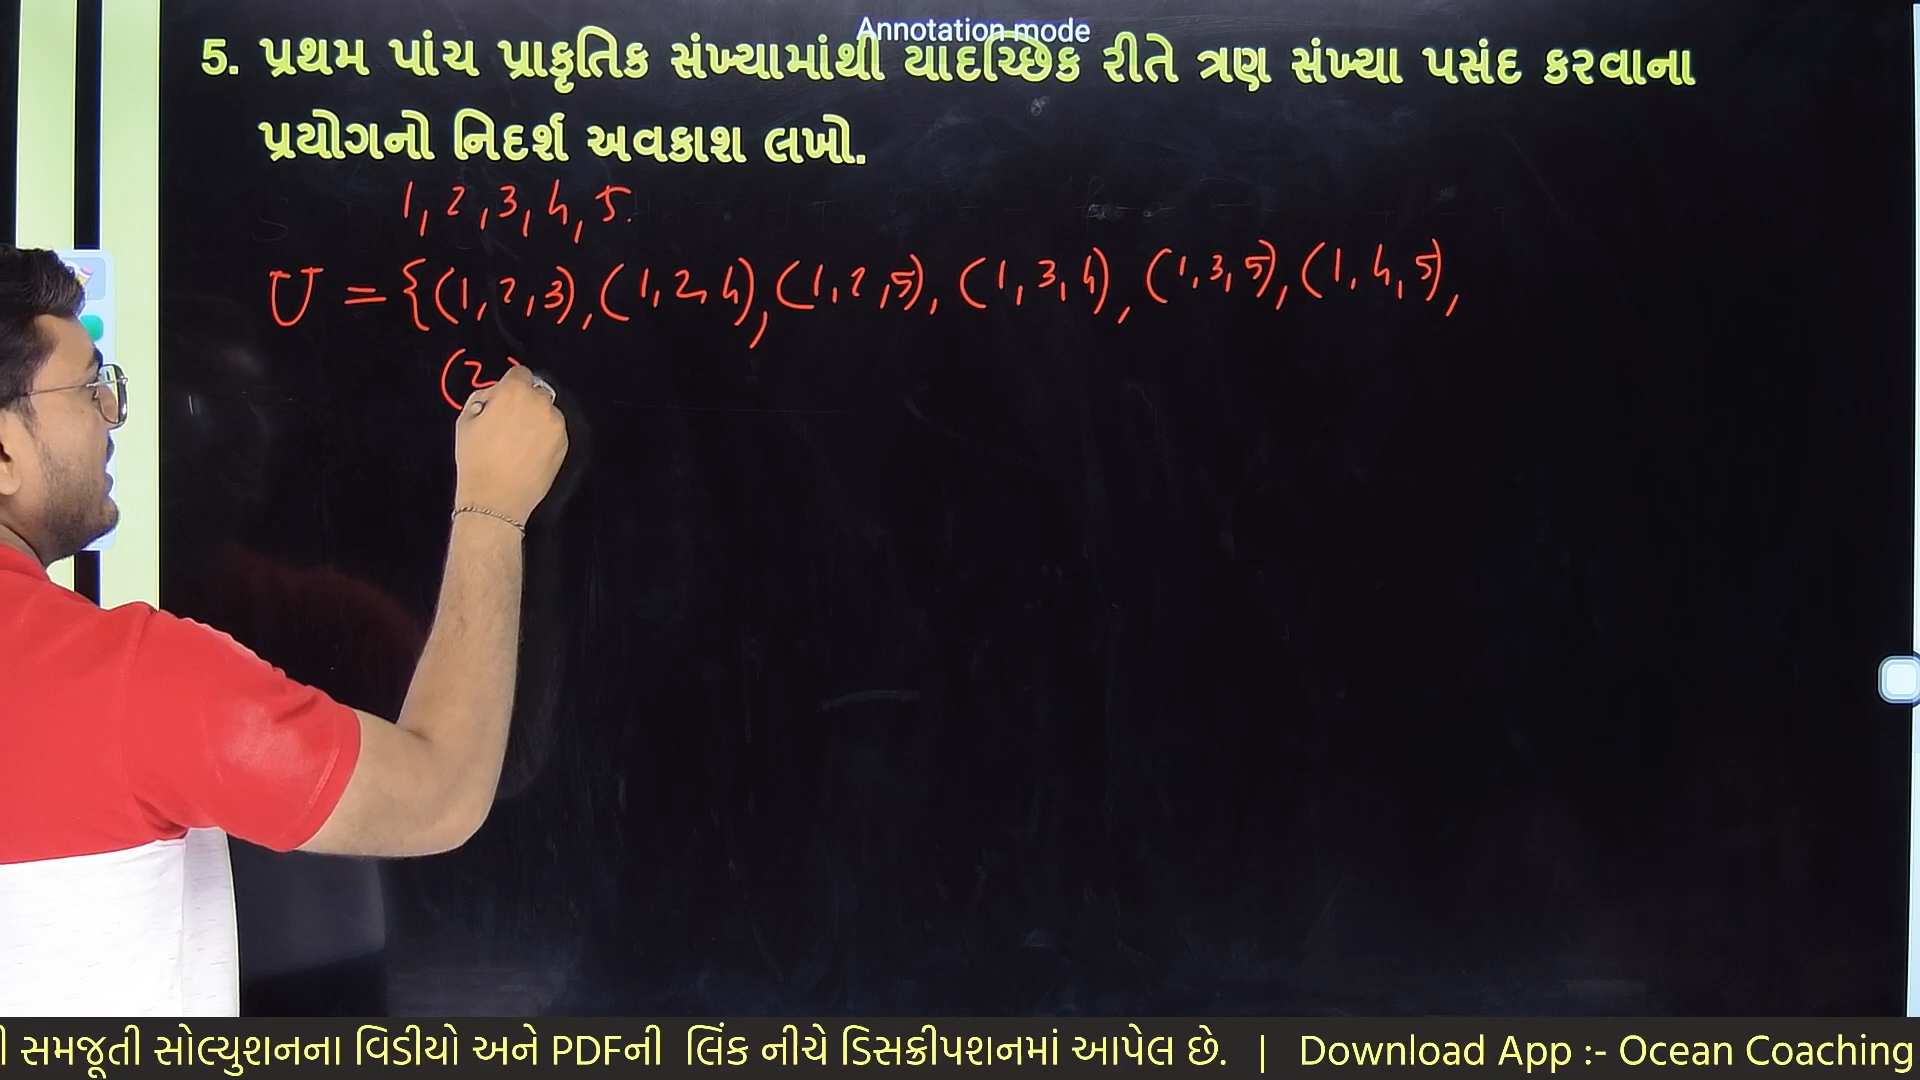 Annotation mode
5. પ્રથમ પાંચ પ્રાકૃતિક સંખ્યામાંથી યાદચ્છિક રીતે ત્રણ સંખ્યા પસંદ કરવાના
પ્રયોગનો નિદર્શ અવકાશ લખો.
1, 2, 3, 4, 5.
U = {(1, 2, 3), (1, 2, 4), (1, 2, 5), (1, 3, 4), (1, 3, 5), (1, 4, 5),
(2
ી સમજૂતી સોલ્યુશનના વિડીયો અને PDFની લિંક નીચે ડિસક્રીપશનમાં આપેલ છે. | Download App :- Ocean Coaching